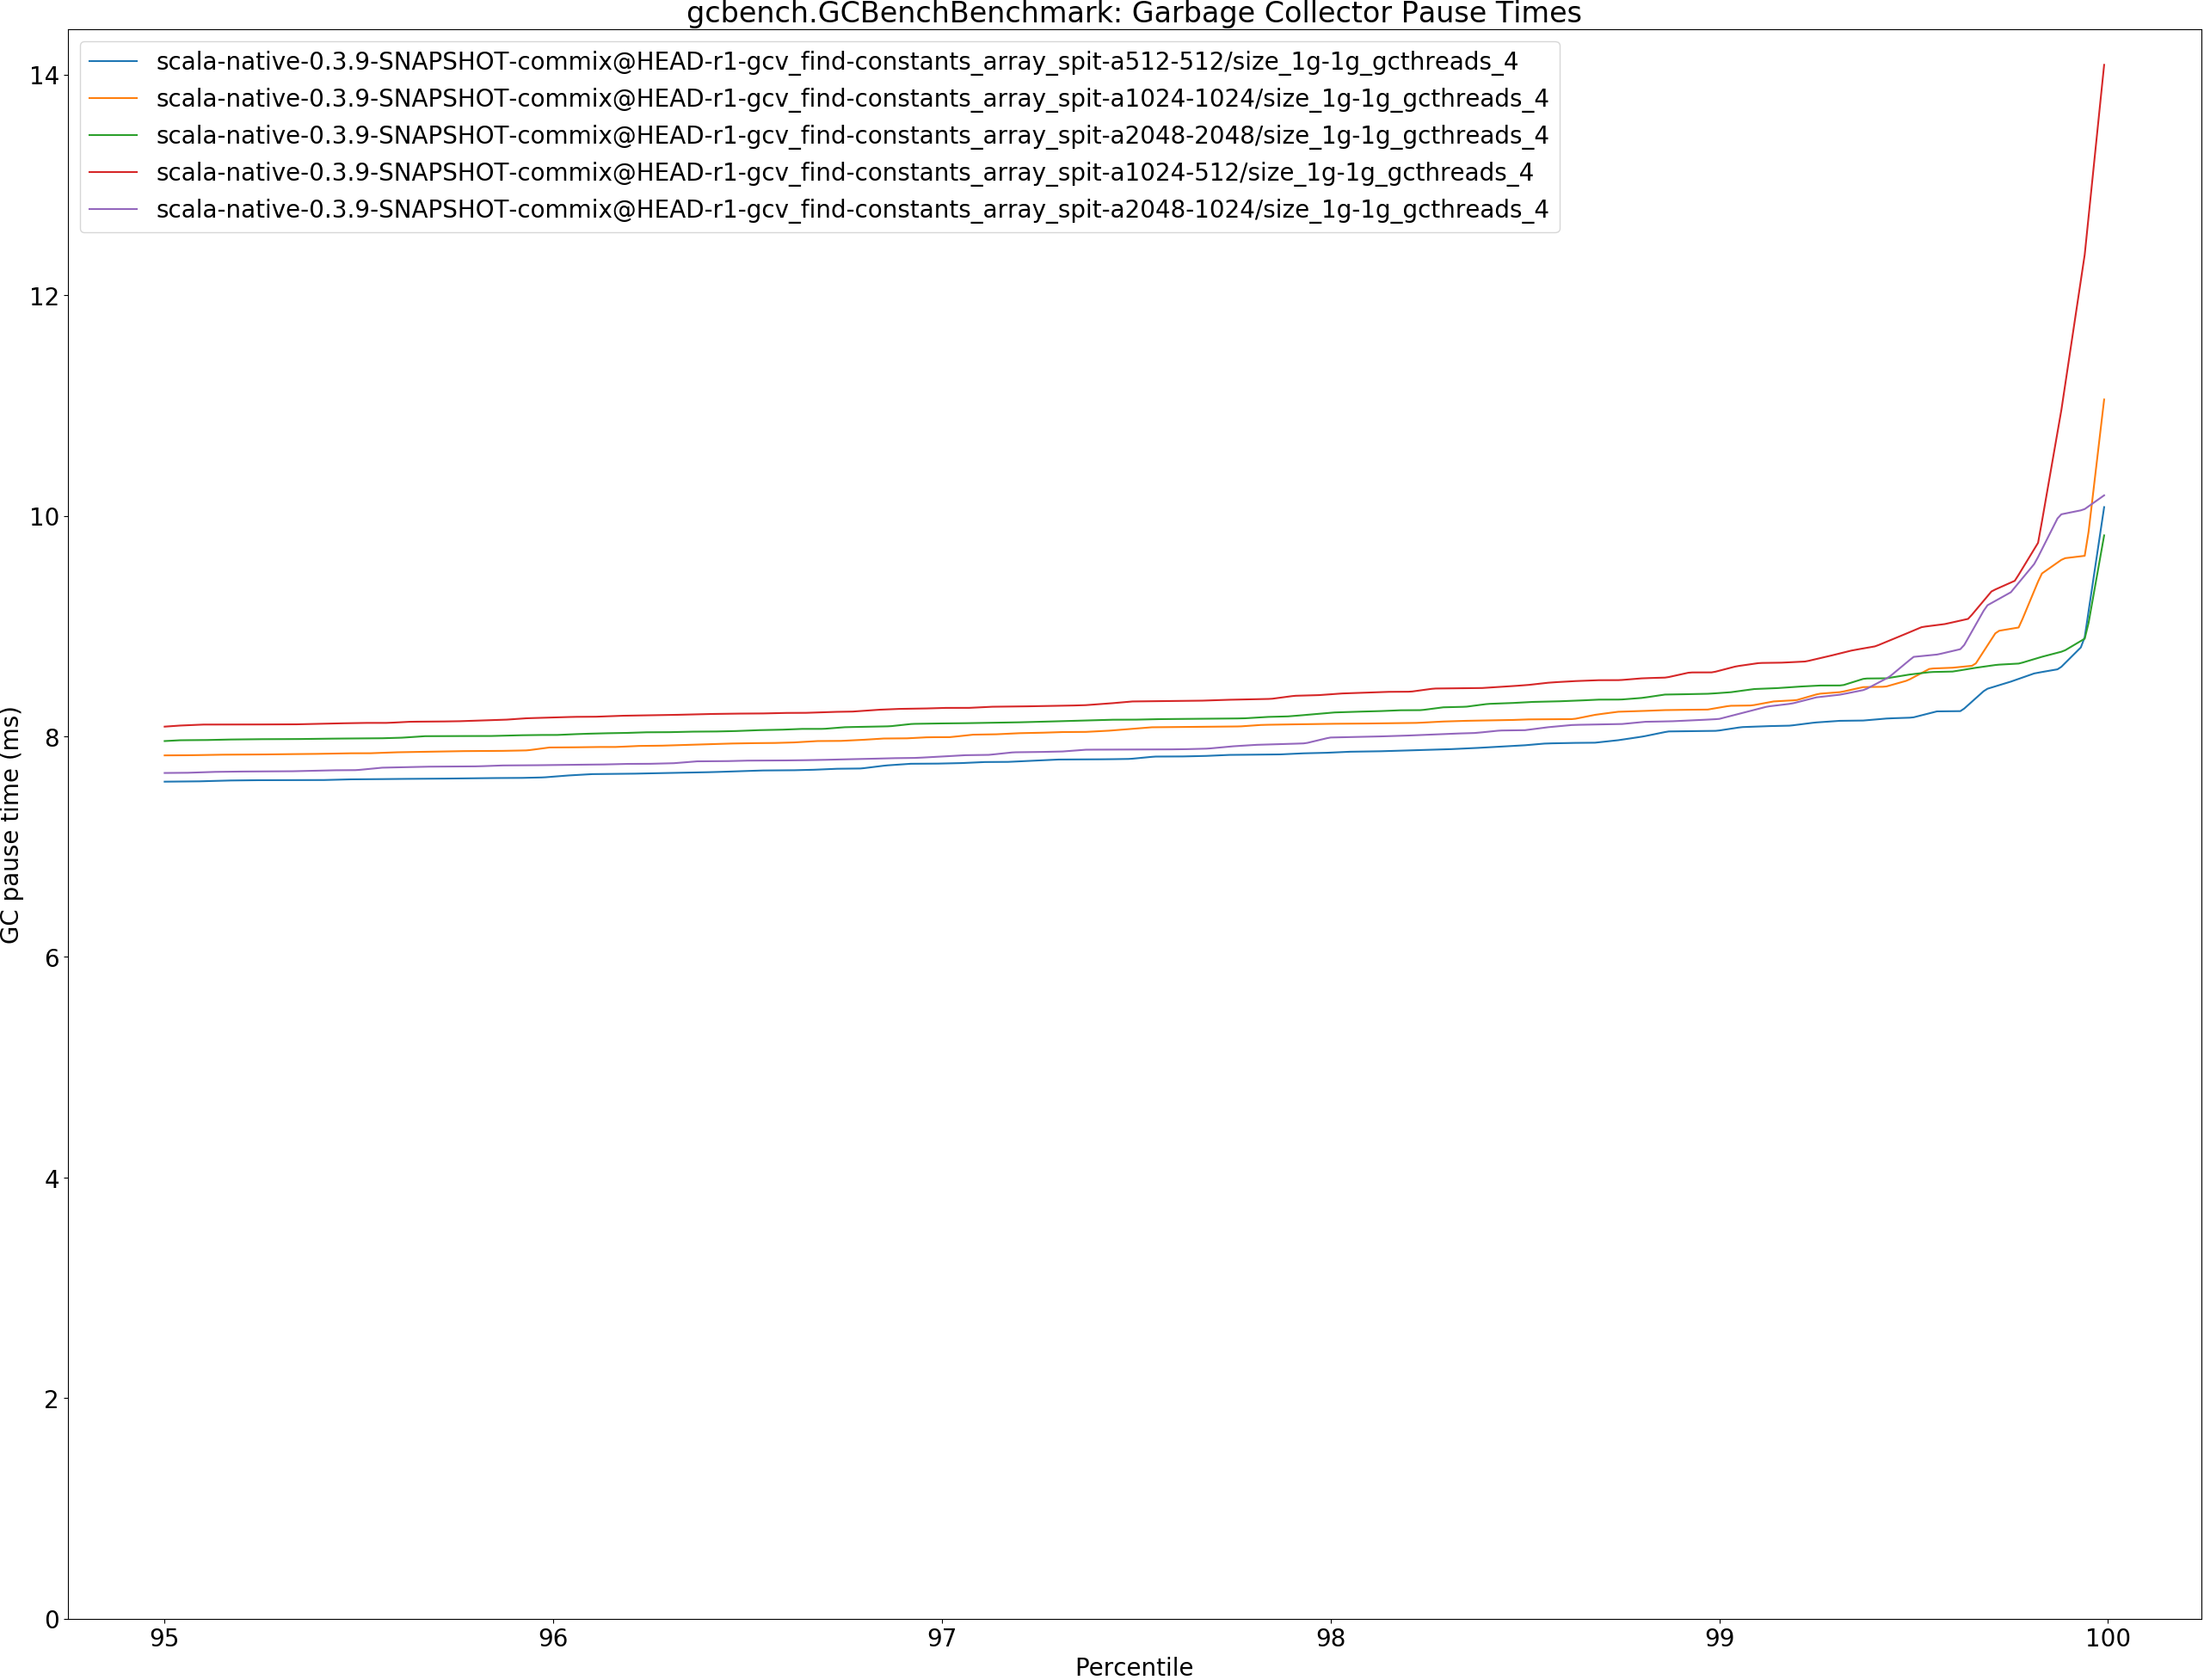 gcbench.GCBenchBenchmark: Garbage Collector Pause Times
scala-native-0.3.9-SNAPSHOT-commix@HEAD-r1-gcv_find-constants_array_spit-a512-512/size_1g-1g_gcthreads_4
scala-native-0.3.9-SNAPSHOT-commix@HEAD-r1-gcv_find-constants_array_spit-a1024-1024/size_1g-1g_gcthreads_4
scala-native-0.3.9-SNAPSHOT-commix@HEAD-r1-gcv_find-constants_array_spit-a2048-2048/size_1g-1g_gcthreads_4
scala-native-0.3.9-SNAPSHOT-commix@HEAD-r1-gcv_find-constants_array_spit-a1024-512/size_1g-1g_gcthreads_4
scala-native-0.3.9-SNAPSHOT-commix@HEAD-r1-gcv_find-constants_array_spit-a2048-1024/size_1g-1g_gcthreads_4
GC pause time (ms)
14
12
10
8
6
4
2
0
95 96 97 98 99 100
Percentile